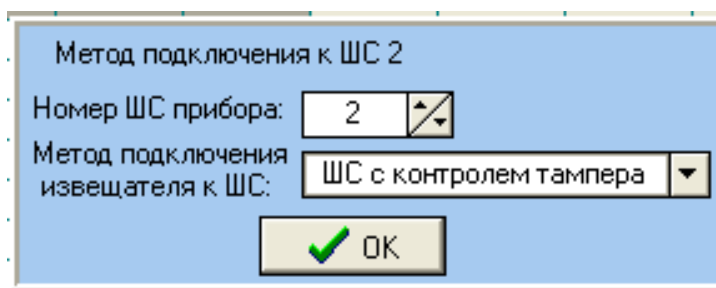 Метод подключения к ШС 2
Номер ШС прибора: 2
Метод подключения
извещателя к ШС: ШС с контролем тампера
OK